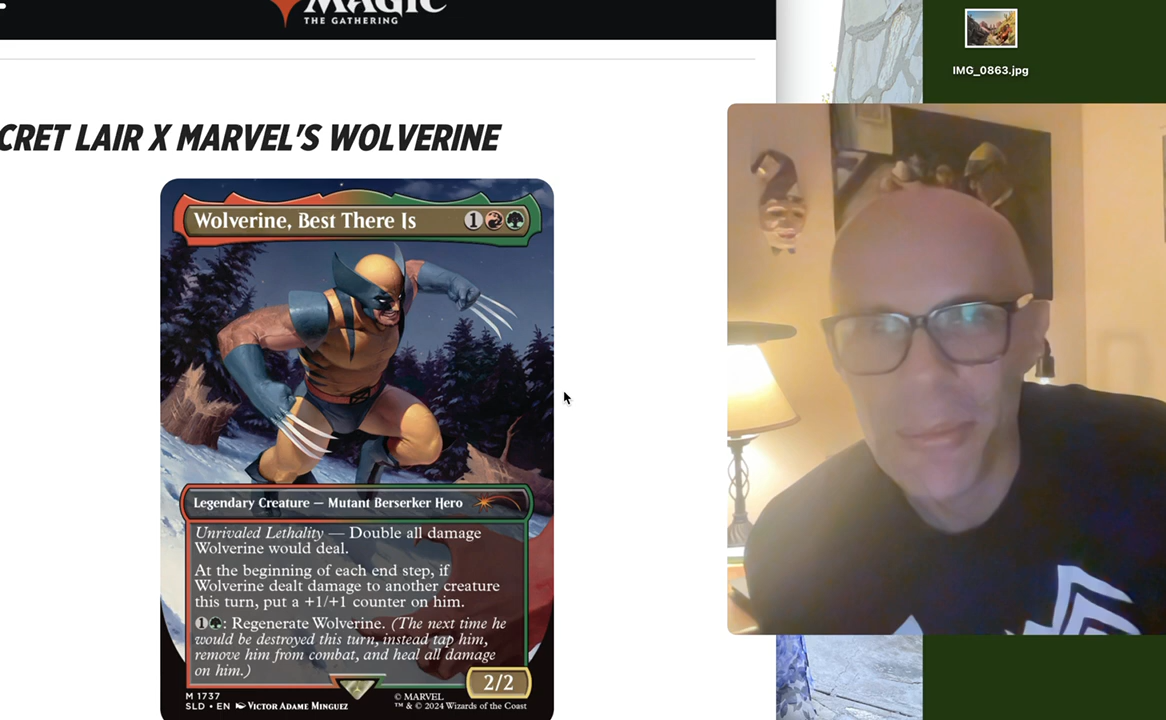 MAGIC
THE GATHERING
IMG_0863.jpg
CRET LAIR X MARVEL'S WOLVERINE
Wolverine, Best There Is 1
Legendary Creature — Mutant Berserker Hero
Unrivaled Lethality — Double all damage
Wolverine would deal.
At the beginning of each end step, if
Wolverine dealt damage to another creature
this turn, put a +1/+1 counter on him.
1: Regenerate Wolverine. (The next time he
would be destroyed this turn, instead tap him,
remove him from combat, and heal all damage
on him.)
2/2
M 1737
SLD • EN VICTOR ADAME MINGUEZ
© MARVEL
™ & © 2024 Wizards of the Coast